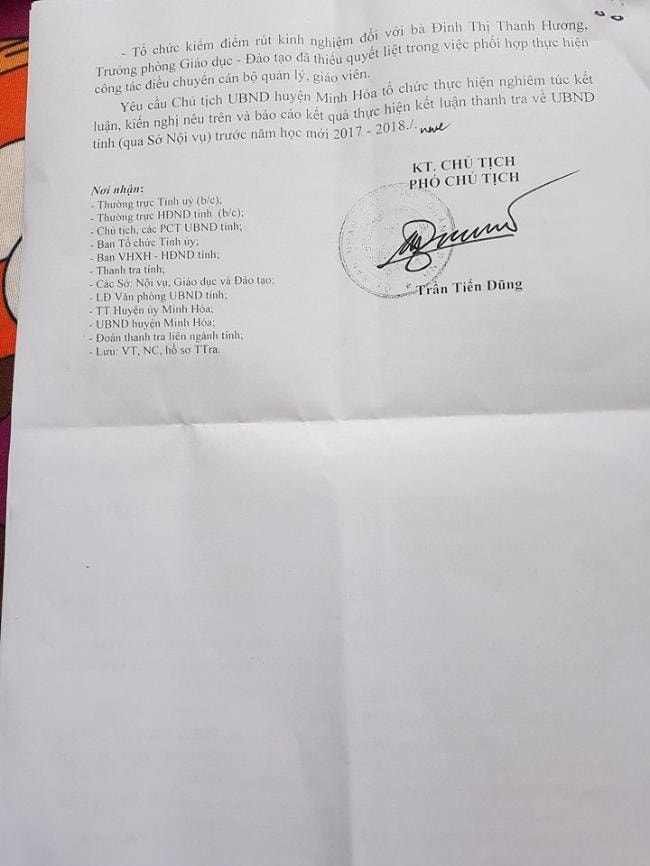 - Tổ chức kiểm điểm rút kinh nghiệm đối với bà Đinh Thị Thanh Hương,
Trưởng phòng Giáo dục - Đào tạo đã thiếu quyết liệt trong việc phối hợp thực hiện
công tác điều chuyển cán bộ quản lý, giáo viên.
Yêu cầu Chủ tịch UBND huyện Minh Hóa tổ chức thực hiện nghiêm túc kết
luận, kiến nghị nêu trên và báo cáo kết quả thực hiện kết luận thanh tra về UBND
tỉnh (qua Sở Nội vụ) trước năm học mới 2017 - 2018./.
Nơi nhận:
- Thường trực Tỉnh uỷ (b/c);
- Thường trực HĐND tỉnh (b/c);
- Chủ tịch, các PCT UBND tỉnh;
- Ban Tổ chức Tỉnh ủy;
- Ban VHXH - HĐND tỉnh;
- Thanh tra tỉnh;
- Các Sở: Nội vụ, Giáo dục và Đào tạo;
- LĐ Văn phòng UBND tỉnh;
- TT Huyện ủy Minh Hóa;
- UBND huyện Minh Hóa;
- Đoàn thanh tra liên ngành tỉnh;
- Lưu: VT, NC, hồ sơ TTra.
KT. CHỦ TỊCH
PHÓ CHỦ TỊCH
Trần Tiến Dũng